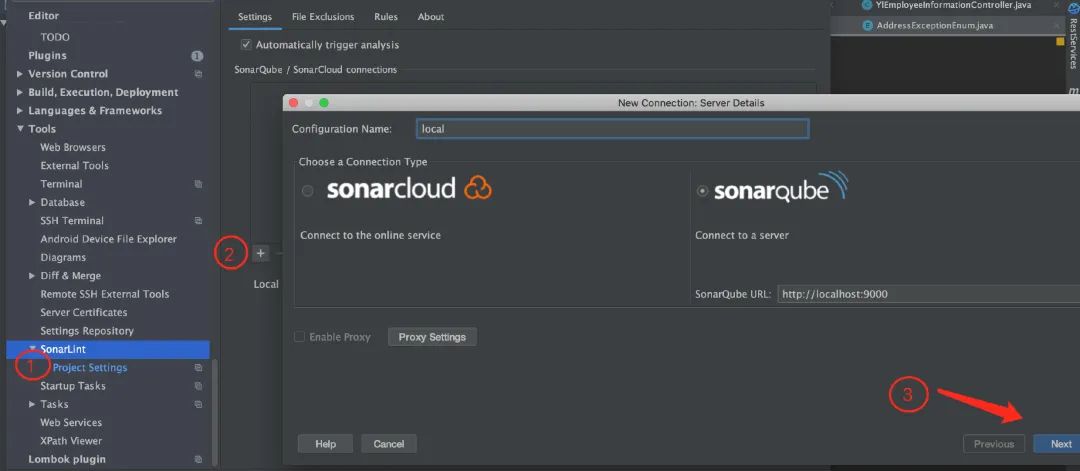 Editor
TODO
Plugins
1
Version Control
Build, Execution, Deployment
Languages & Frameworks
Tools
Web Browsers
External Tools
Terminal
Database
SSH Terminal
Android Device File Explorer
Diagrams
Diff & Merge
Remote SSH External Tools
Server Certificates
Settings Repository
SonarLint
1
Project Settings
Startup Tasks
Tasks
Web Services
XPath Viewer
Lombok plugin
Settings File Exclusions Rules About
Automatically trigger analysis
SonarQube / SonarCloud connections
2
+
Local
New Connection: Server Details
Configuration Name: local
Choose a Connection Type
sonarcloud
Connect to the online service
sonarqube
Connect to a server
SonarQube URL: http://localhost:9000
Enable Proxy Proxy Settings
3
Help Cancel Previous Next
YIEmployeeInformationController.java
AddressExceptionEnum.java
RestServices
m